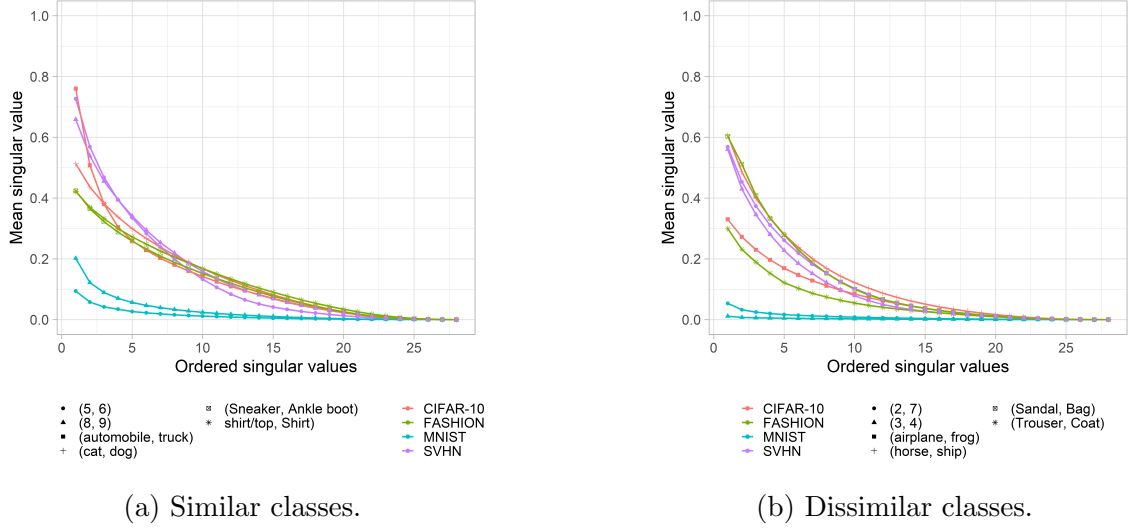 1.0
0.8
0.6
0.4
0.2
0.0
Mean singular value
0 5 10 15 20 25
Ordered singular values
(5, 6)
(8, 9)
(automobile, truck)
(cat, dog)
(Sneaker, Ankle boot)
shirt/top, Shirt)
CIFAR-10
FASHION
MNIST
SVHN
(a) Similar classes.
1.0
0.8
0.6
0.4
0.2
0.0
Mean singular value
0 5 10 15 20 25
Ordered singular values
CIFAR-10
FASHION
MNIST
SVHN
(2, 7)
(3, 4)
(airplane, frog)
(horse, ship)
(Sandal, Bag)
(Trouser, Coat)
(b) Dissimilar classes.